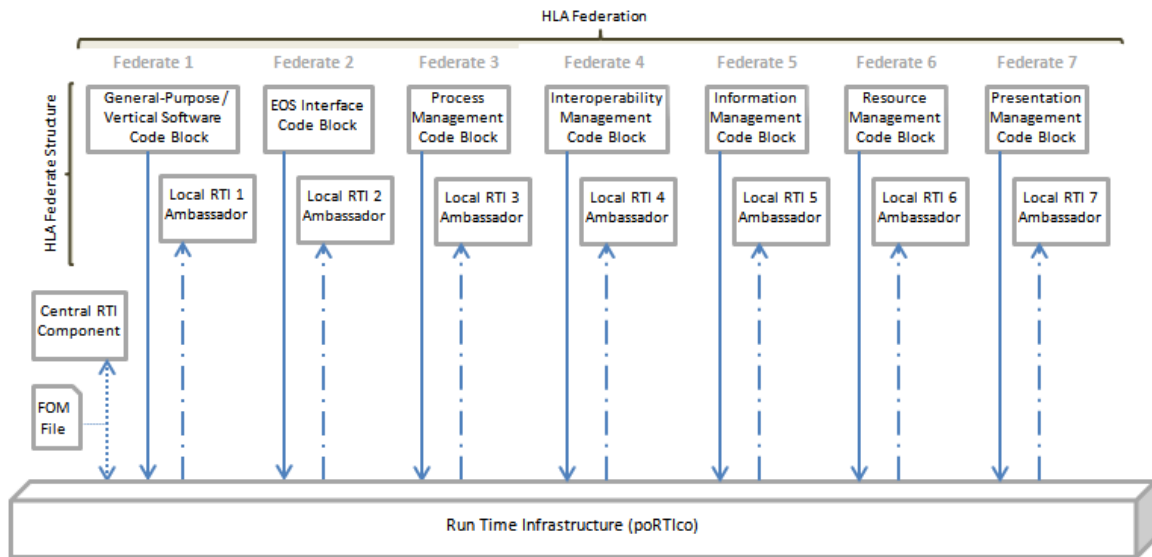 HLA Federation
Federate 1
Federate 2
Federate 3
Federate 4
Federate 5
Federate 6
Federate 7
HLA Federate Structure
General-Purpose /
Vertical Software
Code Block
EOS Interface
Code Block
Process
Management
Code Block
Interoperability
Management
Code Block
Information
Management
Code Block
Resource
Management
Code Block
Presentation
Management
Code Block
Local RTI 1
Ambassador
Local RTI 2
Ambassador
Local RTI 3
Ambassador
Local RTI 4
Ambassador
Local RTI 5
Ambassador
Local RTI 6
Ambassador
Local RTI 7
Ambassador
Central RTI
Component
FOM
File
Run Time Infrastructure (poRTIco)